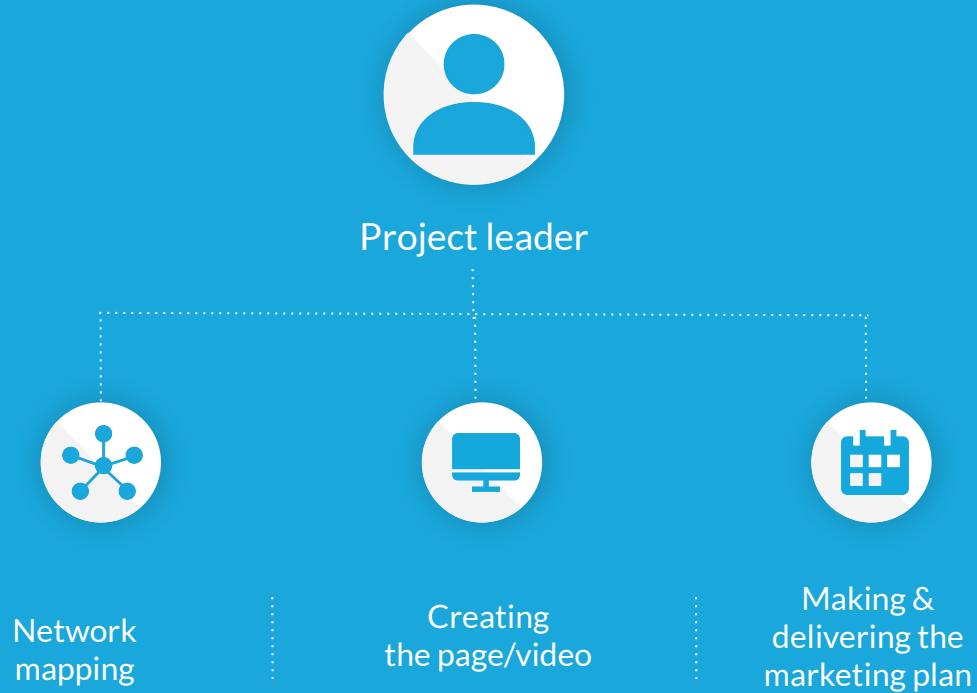 Project leader
Network
mapping
Creating
the page/video
Making &
delivering the
marketing plan